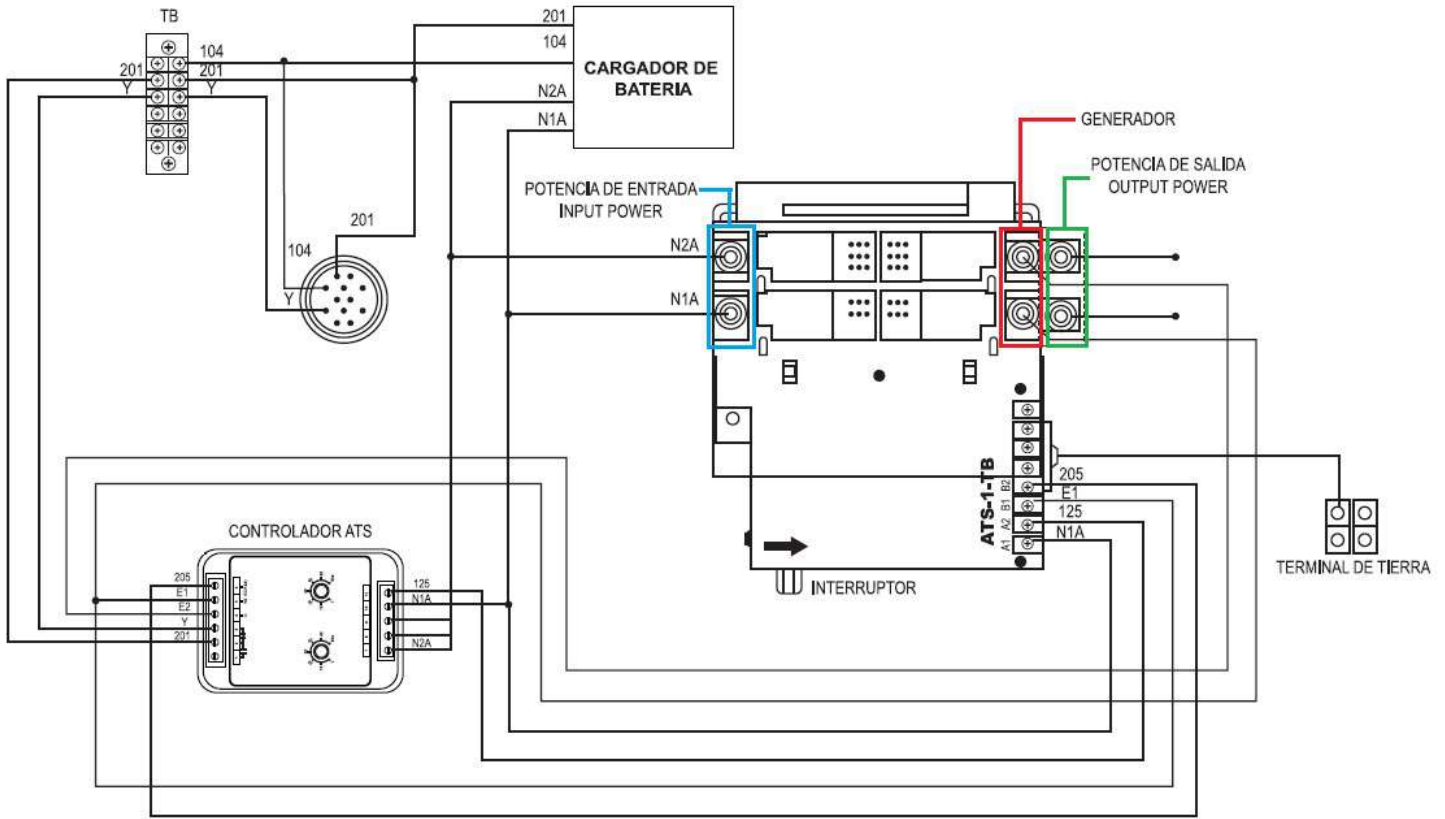 TB
201
104
104
201 201
Y Y
CARGADOR DE
BATERIA
N2A
N1A
GENERADOR
POTENCIA DE SALIDA
OUTPUT POWER
POTENCIA DE ENTRADA
INPUT POWER
201
104
Y
N2A
N1A
ATS-1-TB
B2
B1
A2
A1
205
E1
125
N1A
TERMINAL DE TIERRA
INTERRUPTOR
CONTROLADOR ATS
205
E1
E2
Y
201
125
N1A
N2A